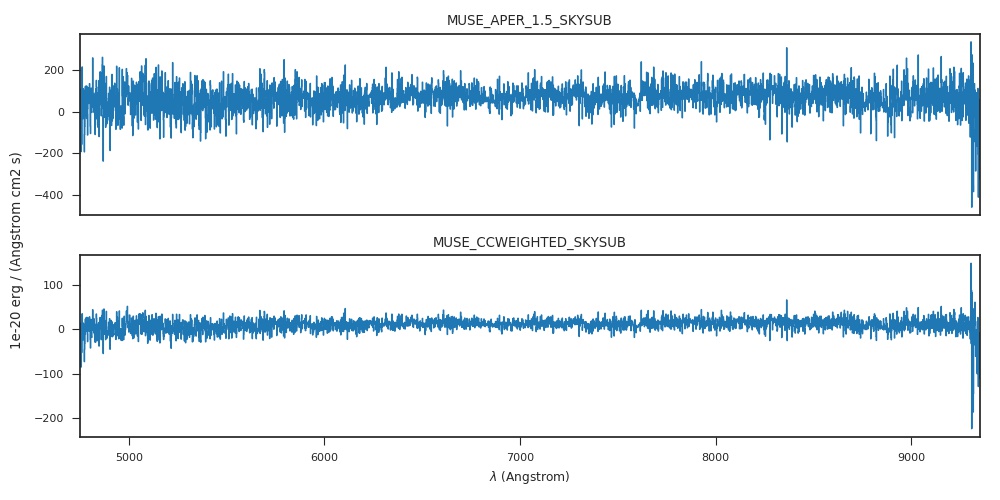 MUSE_APER_1.5_SKYSUB
200
0
−200
−400
1e-20 erg / (Angstrom cm2 s)
MUSE_CCWEIGHTED_SKYSUB
100
0
−100
−200
5000 6000 7000 8000 9000
λ (Angstrom)